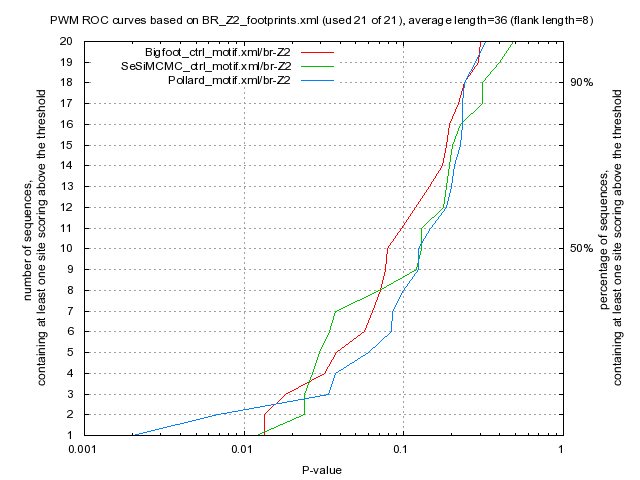 PWM ROC curves based on BR_Z2_footprints.xml (used 21 of 21), average length=36 (flank length=8)
Bigfoot_ctrl_motif.xml/br-Z2
SeSiMCMC_ctrl_motif.xml/br-Z2
Pollard_motif.xml/br-Z2
number of sequences,
containing at least one site scoring above the threshold
20
19
18
17
16
15
14
13
12
11
10
9
8
7
6
5
4
3
2
1
90%
50%
percentage of sequences,
containing at least one site scoring above the threshold
0.001
0.01
0.1
1
P-value